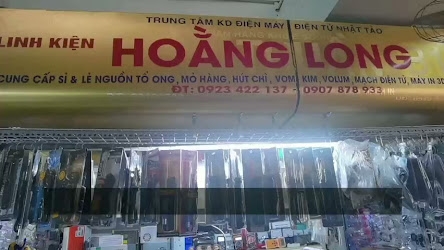 TRUNG TÂM KD ĐIỆN MÁY ĐIỆN TỬ NHẬT TẢO
LINH KIỆN HOÀNG LONG
CUNG CẤP SỈ & LẺ NGUỒN TỔ ONG, MỎ HÀNG, HÚT CHÌ, VOM KIM, VOLUM, MẠCH ĐIỆN TỬ, MÁY IN 3D
ĐT: 0923 422 137 - 0907 878 933